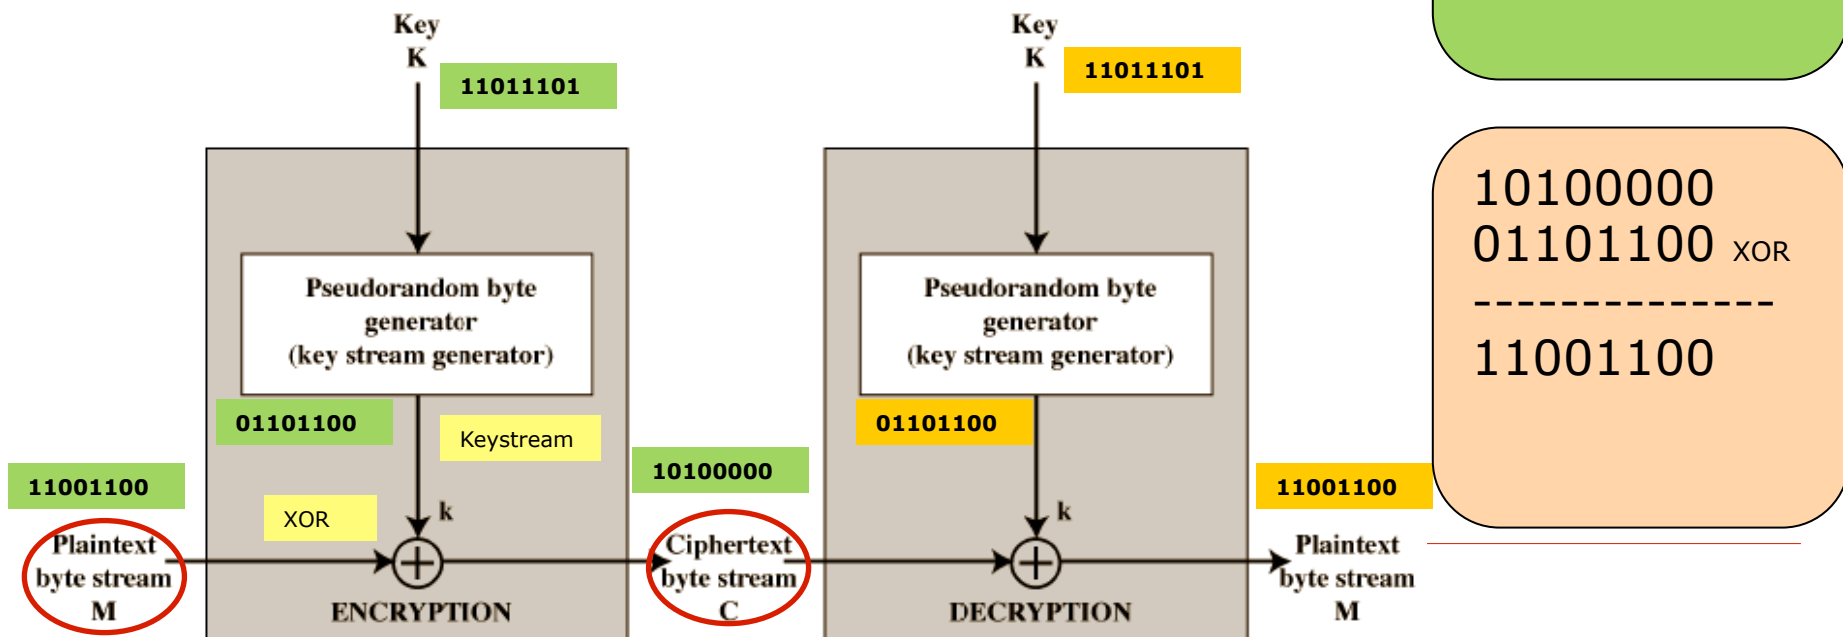 Key
K
11011101
Pseudorandom byte
generator
(key stream generator)
01101100
Keystream
11001100
XOR
k
Plaintext
byte stream
M
ENCRYPTION
10100000
Ciphertext
byte stream
C
Key
K
11011101
Pseudorandom byte
generator
(key stream generator)
01101100
k
DECRYPTION
11001100
Plaintext
byte stream
M
10100000
01101100 XOR
--------------
11001100